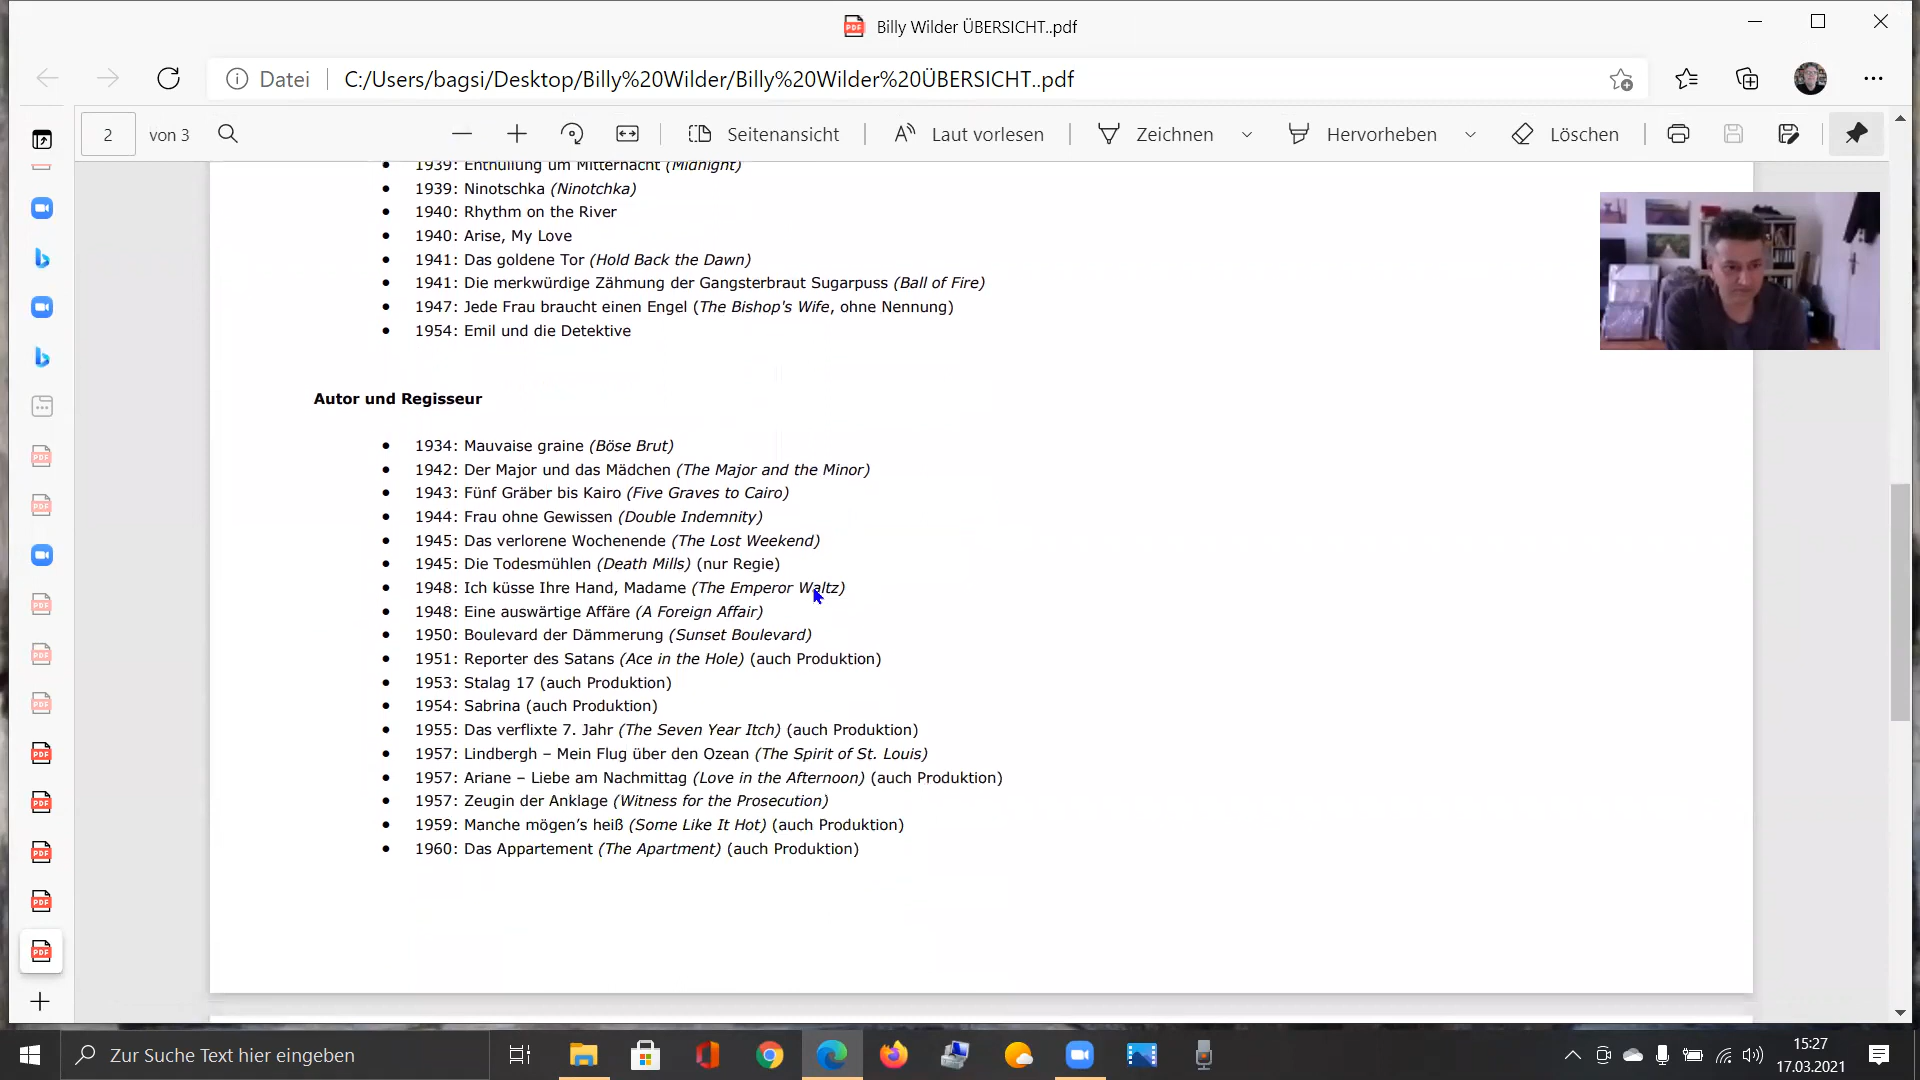 Billy Wilder ÜBERSICHT..pdf
Datei
C:/Users/bagsi/Desktop/Billy%20Wilder/Billy%20Wilder%20ÜBERSICHT..pdf
2 von 3
Seitenansicht
Laut vorlesen
Zeichnen
Hervorheben
Löschen
• 1939: Enthüllung um Mitternacht (Midnight)
• 1939: Ninotschka (Ninotchka)
• 1940: Rhythm on the River
• 1940: Arise, My Love
• 1941: Das goldene Tor (Hold Back the Dawn)
• 1941: Die merkwürdige Zähmung der Gangsterbraut Sugarpuss (Ball of Fire)
• 1947: Jede Frau braucht einen Engel (The Bishop's Wife, ohne Nennung)
• 1954: Emil und die Detektive
Autor und Regisseur
• 1934: Mauvaise graine (Böse Brut)
• 1942: Der Major und das Mädchen (The Major and the Minor)
• 1943: Fünf Gräber bis Kairo (Five Graves to Cairo)
• 1944: Frau ohne Gewissen (Double Indemnity)
• 1945: Das verlorene Wochenende (The Lost Weekend)
• 1945: Die Todesmühlen (Death Mills) (nur Regie)
• 1948: Ich küsse Ihre Hand, Madame (The Emperor Waltz)
• 1948: Eine auswärtige Affäre (A Foreign Affair)
• 1950: Boulevard der Dämmerung (Sunset Boulevard)
• 1951: Reporter des Satans (Ace in the Hole) (auch Produktion)
• 1953: Stalag 17 (auch Produktion)
• 1954: Sabrina (auch Produktion)
• 1955: Das verflixte 7. Jahr (The Seven Year Itch) (auch Produktion)
• 1957: Lindbergh – Mein Flug über den Ozean (The Spirit of St. Louis)
• 1957: Ariane – Liebe am Nachmittag (Love in the Afternoon) (auch Produktion)
• 1957: Zeugin der Anklage (Witness for the Prosecution)
• 1959: Manche mögen’s heiß (Some Like It Hot) (auch Produktion)
• 1960: Das Appartement (The Apartment) (auch Produktion)
Zur Suche Text hier eingeben
15:27
17.03.2021